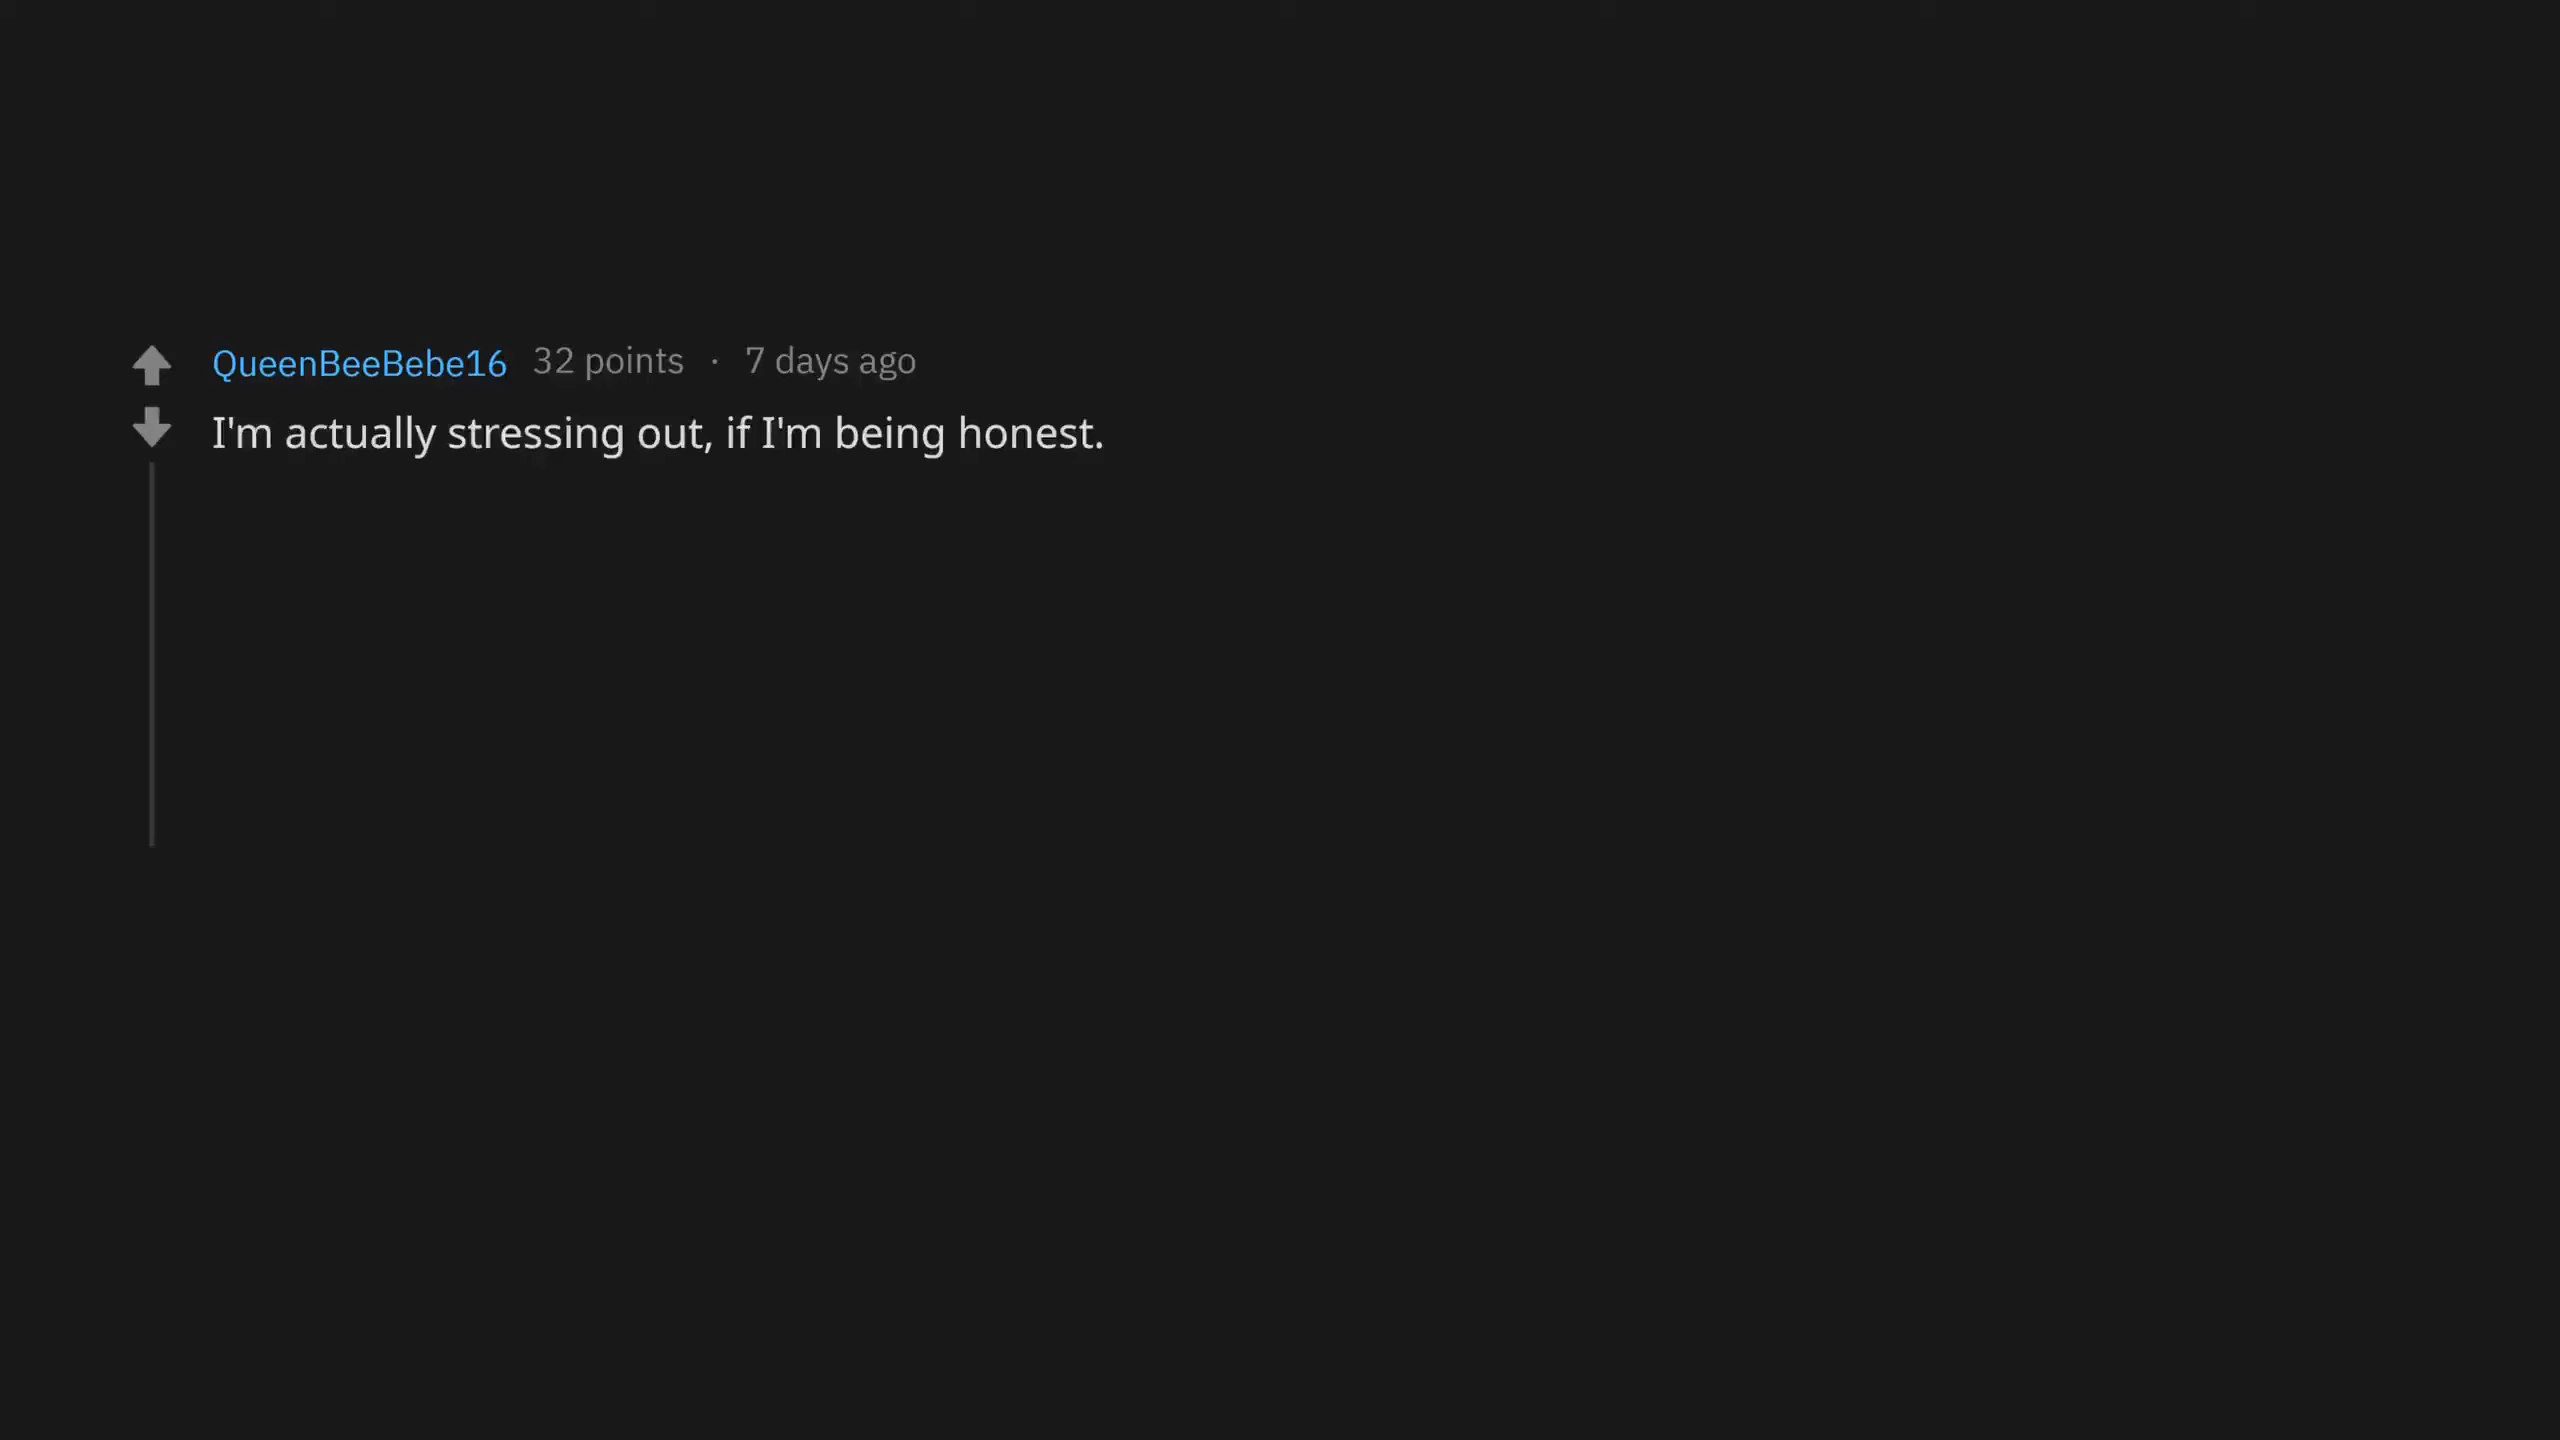 QueenBeeBebe16 32 points · 7 days ago
I'm actually stressing out, if I'm being honest.